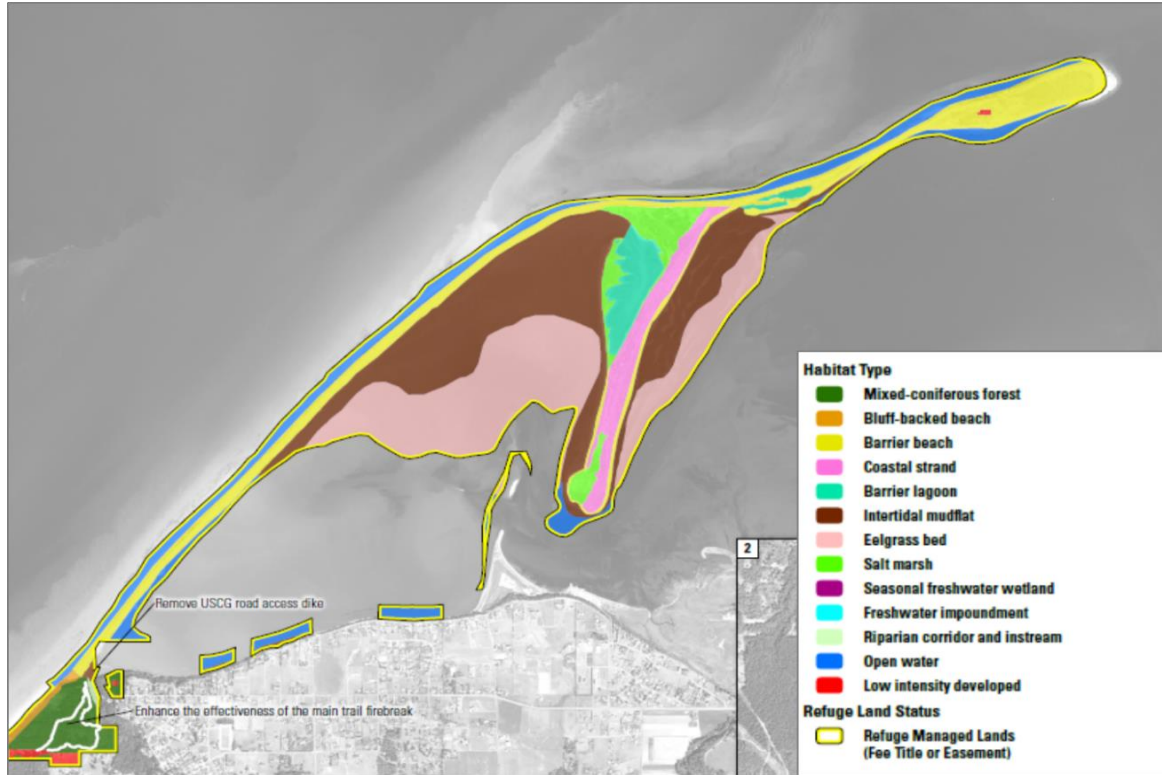 Remove USCG road access dike
Enhance the effectiveness of the main trail firebreak
2
Habitat Type
Mixed-coniferous forest
Bluff-backed beach
Barrier beach
Coastal strand
Barrier lagoon
Intertidal mudflat
Eelgrass bed
Salt marsh
Seasonal freshwater wetland
Freshwater impoundment
Riparian corridor and instream
Open water
Low intensity developed
Refuge Land Status
Refuge Managed Lands
(Fee Title or Easement)